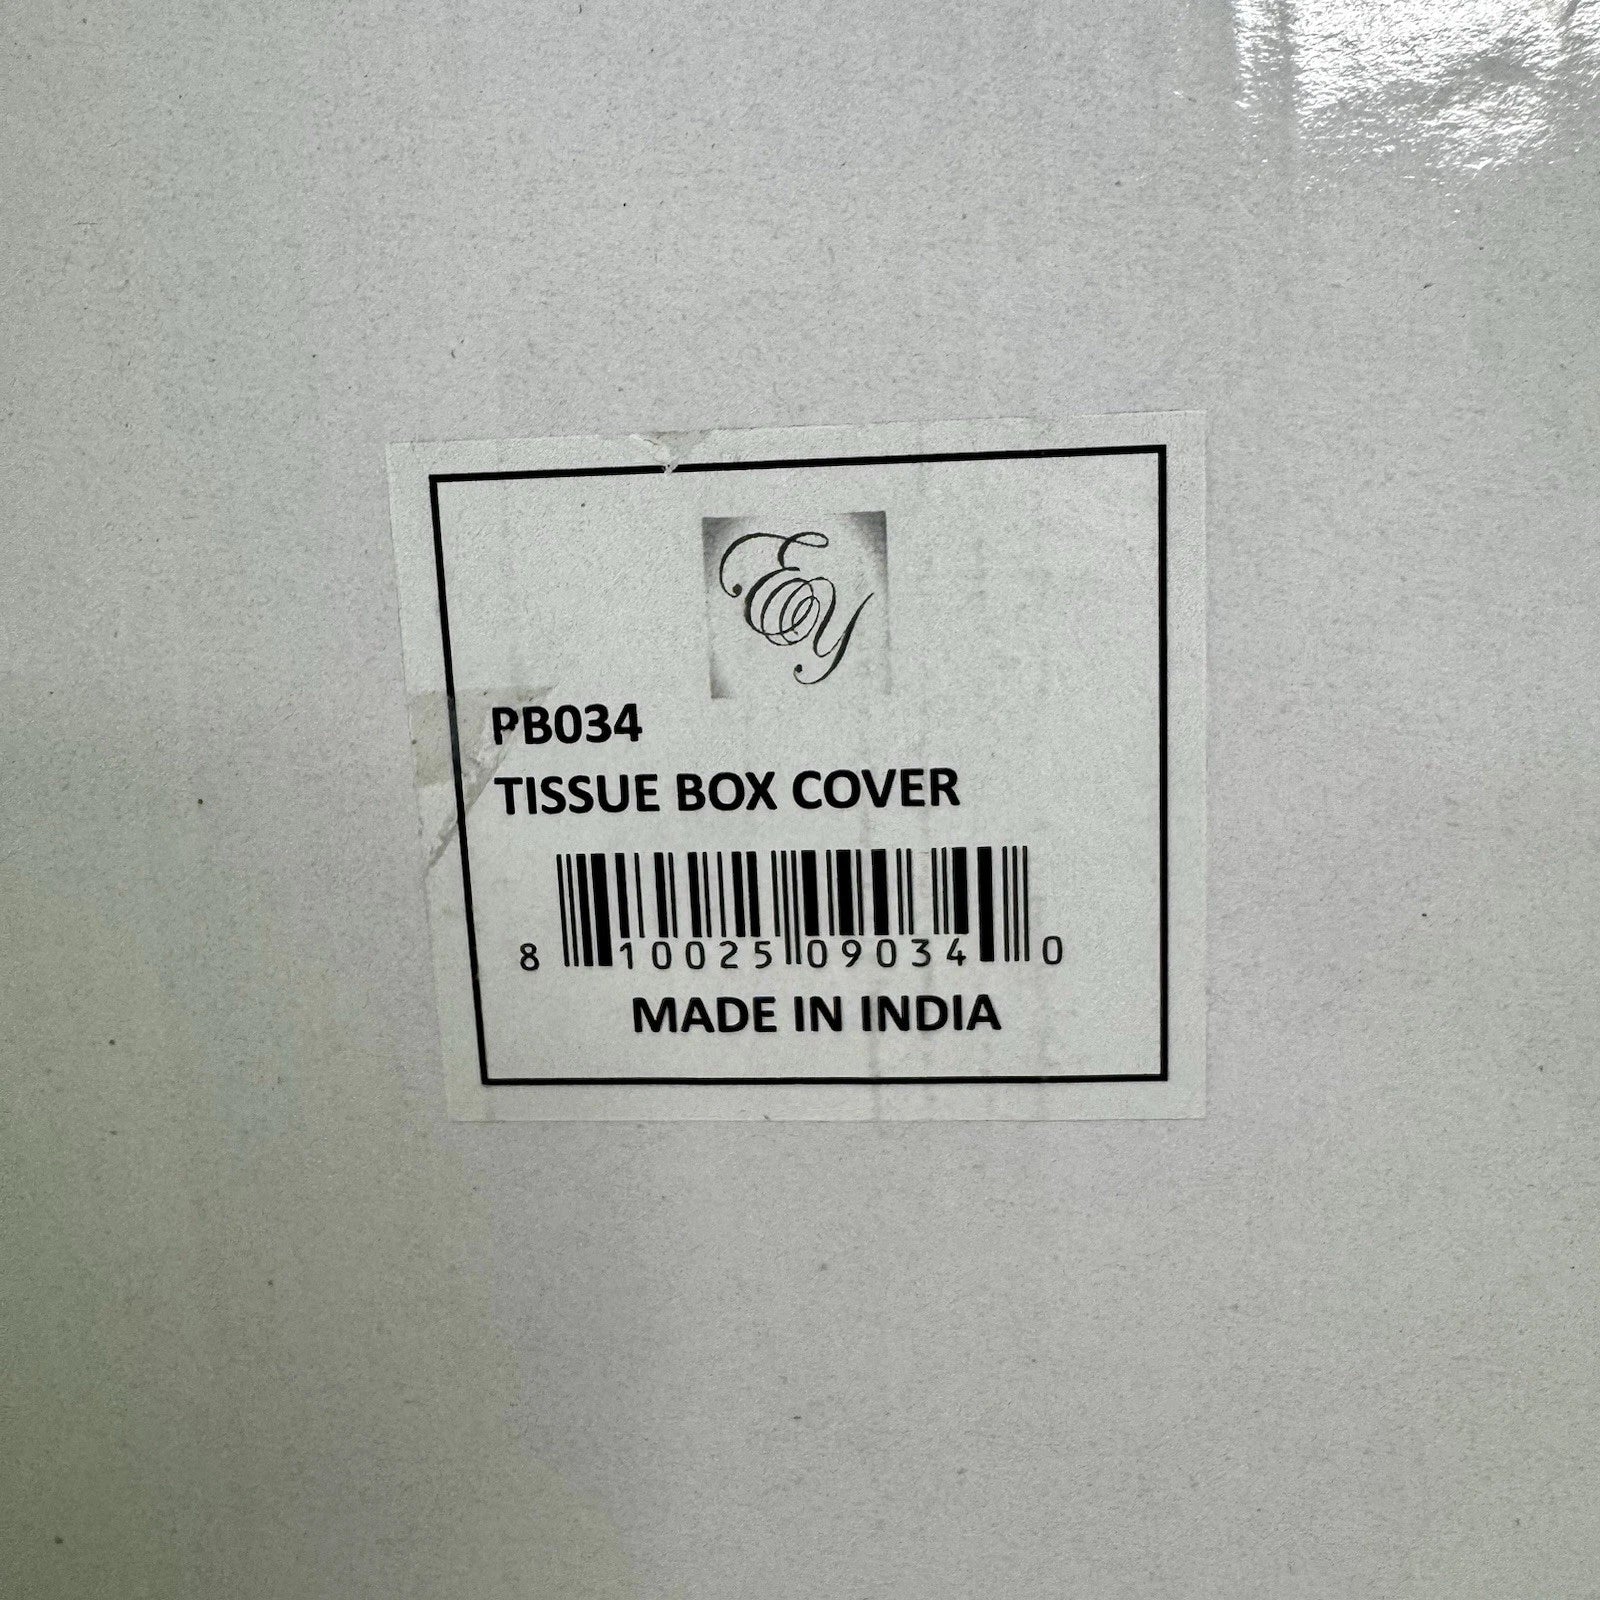 EY
PB034
TISSUE BOX COVER
8 10025 09034 0
MADE IN INDIA